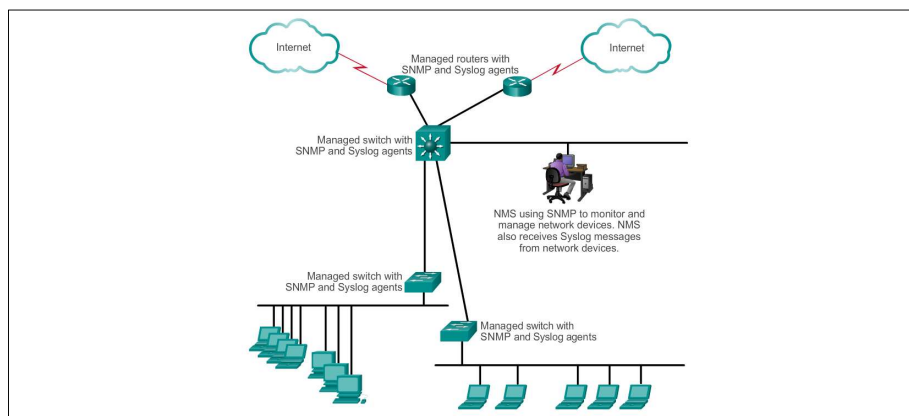 Internet
Internet
Managed routers with
SNMP and Syslog agents
Managed switch with
SNMP and Syslog agents
NMS using SNMP to monitor and
manage network devices. NMS
also receives Syslog messages
from network devices.
Managed switch with
SNMP and Syslog agents
Managed switch with
SNMP and Syslog agents